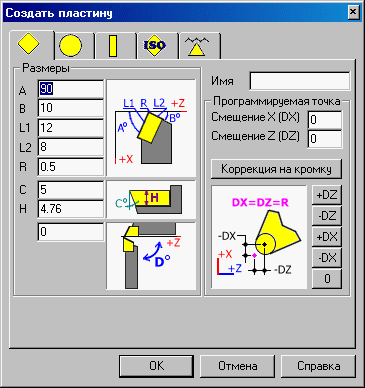 Создать пластину
ISO
Размеры
A 90
B 10
L1 12
L2 8
R 0.5
C 5
H 4.76
0
L1 R L2 +Z
A° B°
+X
C° H
+Z
D°
Имя
Программируемая точка
Смещение X (DX) 0
Смещение Z (DZ) 0
Коррекция на кромку
DX=DZ=R
-DX
+X
+Z -DZ
+DZ
-DZ
+DX
-DX
0
OK Отмена Справка